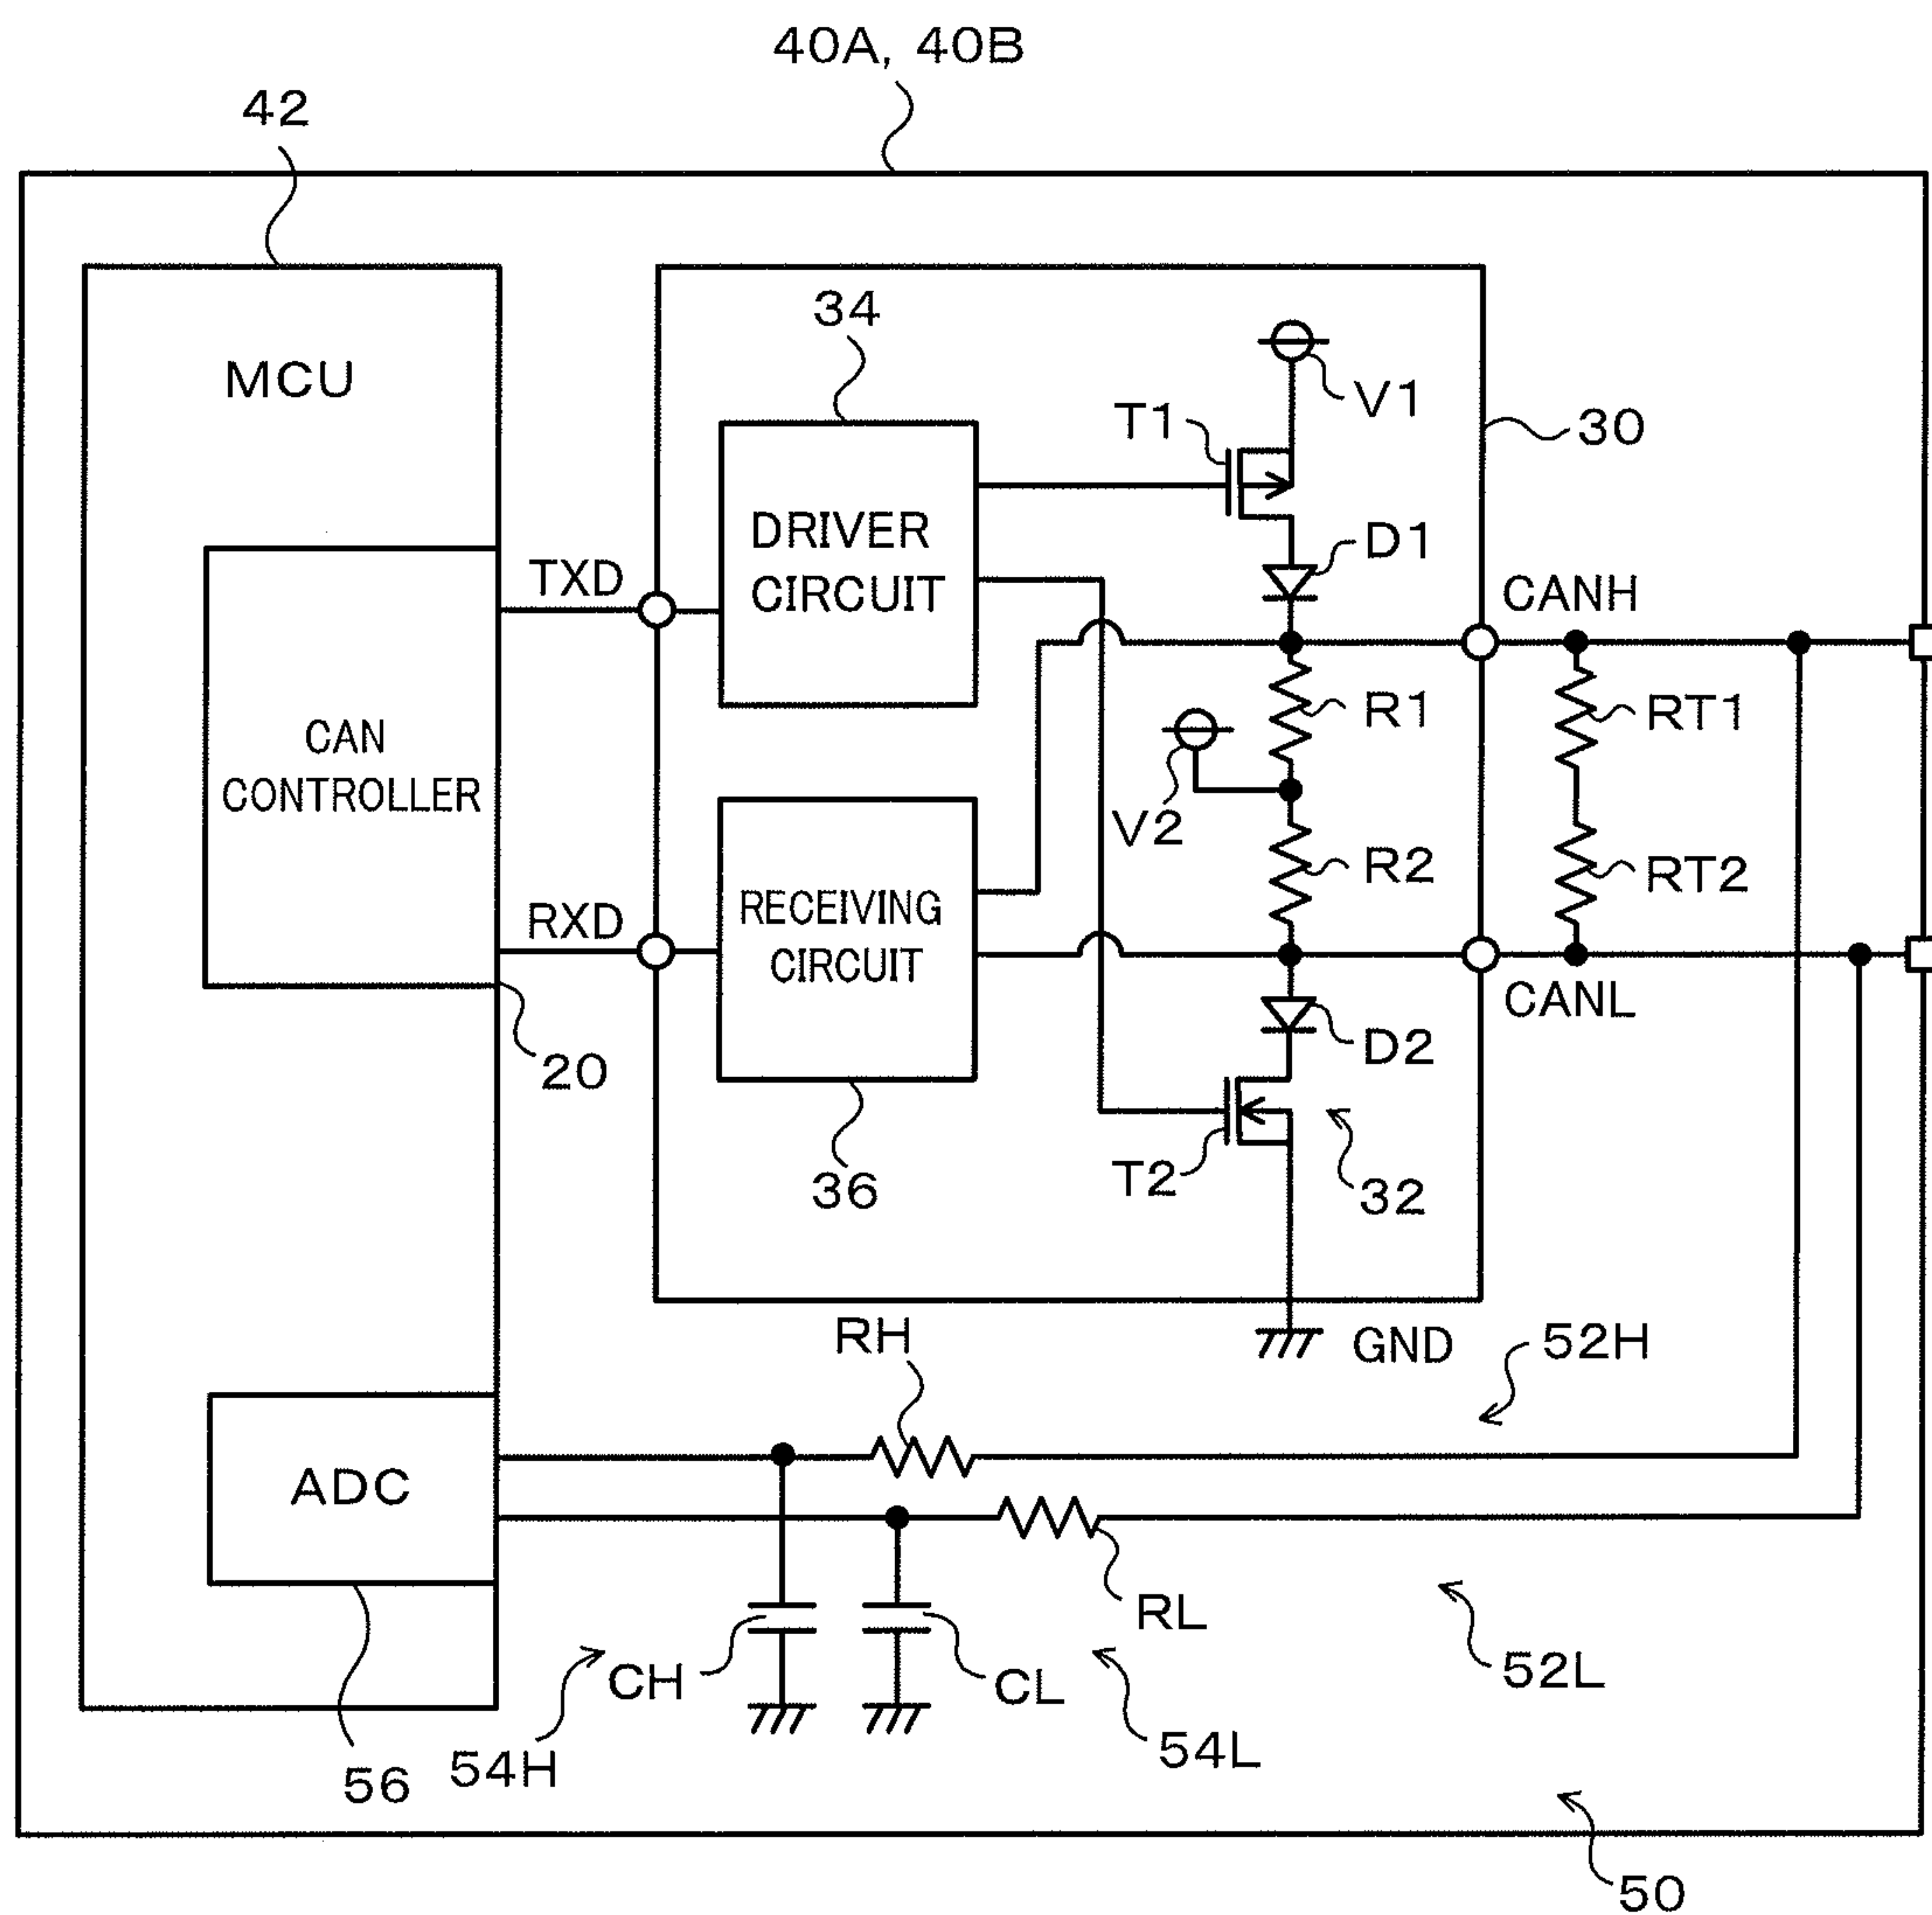 40A, 40B
42
MCU
34
V1
T1
30
DRIVER
CIRCUIT
D1
TXD
CANH
CAN
CONTROLLER
R1
RT1
V2
R2
RT2
RXD
RECEIVING
CIRCUIT
CANL
20
D2
36
T2
32
RH
GND
52H
ADC
RL
CH
CL
52L
56
54H
54L
50